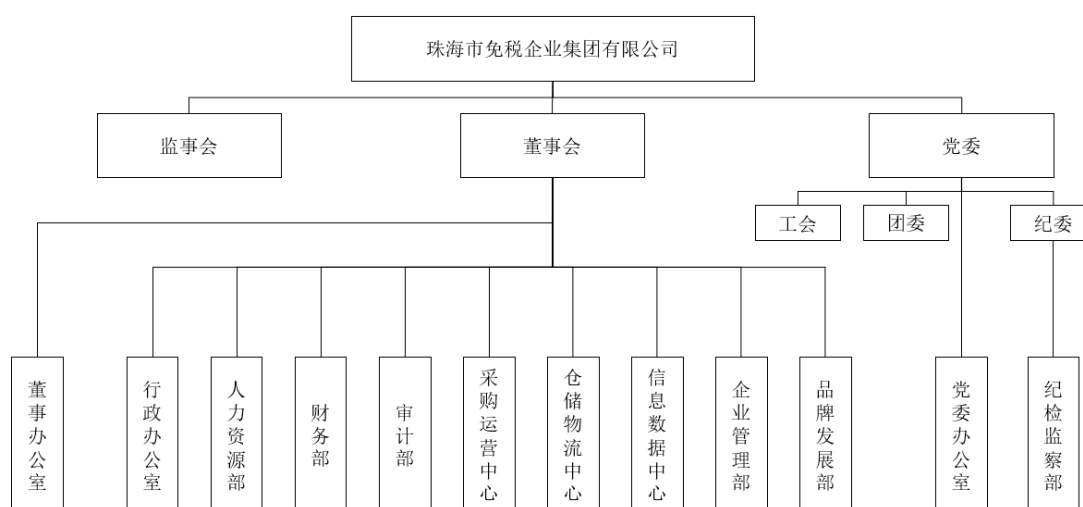 珠海市免税企业集团有限公司
监事会
董事会
党委
工会
团委
纪委
董事办公室
行政办公室
人力资源部
财务部
审计部
采购运营中心
仓储物流中心
信息数据中心
企业管理部
品牌发展部
党委办公室
纪检监察部